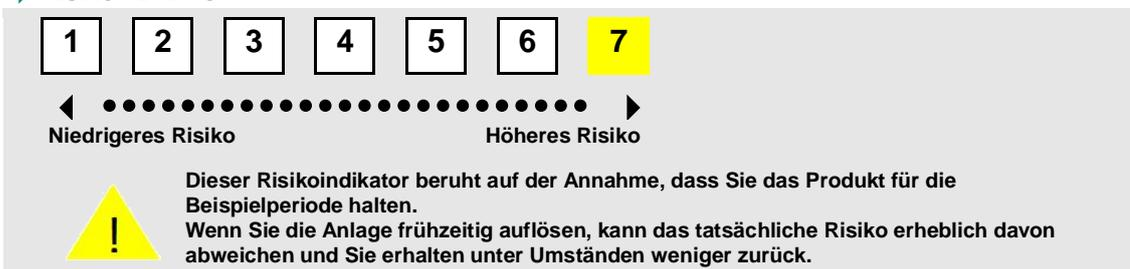 1 2 3 4 5 6 7
Niedrigeres Risiko Höheres Risiko
Dieser Risikoindikator beruht auf der Annahme, dass Sie das Produkt für die
Beispielperiode halten.
! Wenn Sie die Anlage frühzeitig auflösen, kann das tatsächliche Risiko erheblich davon
abweichen und Sie erhalten unter Umständen weniger zurück.